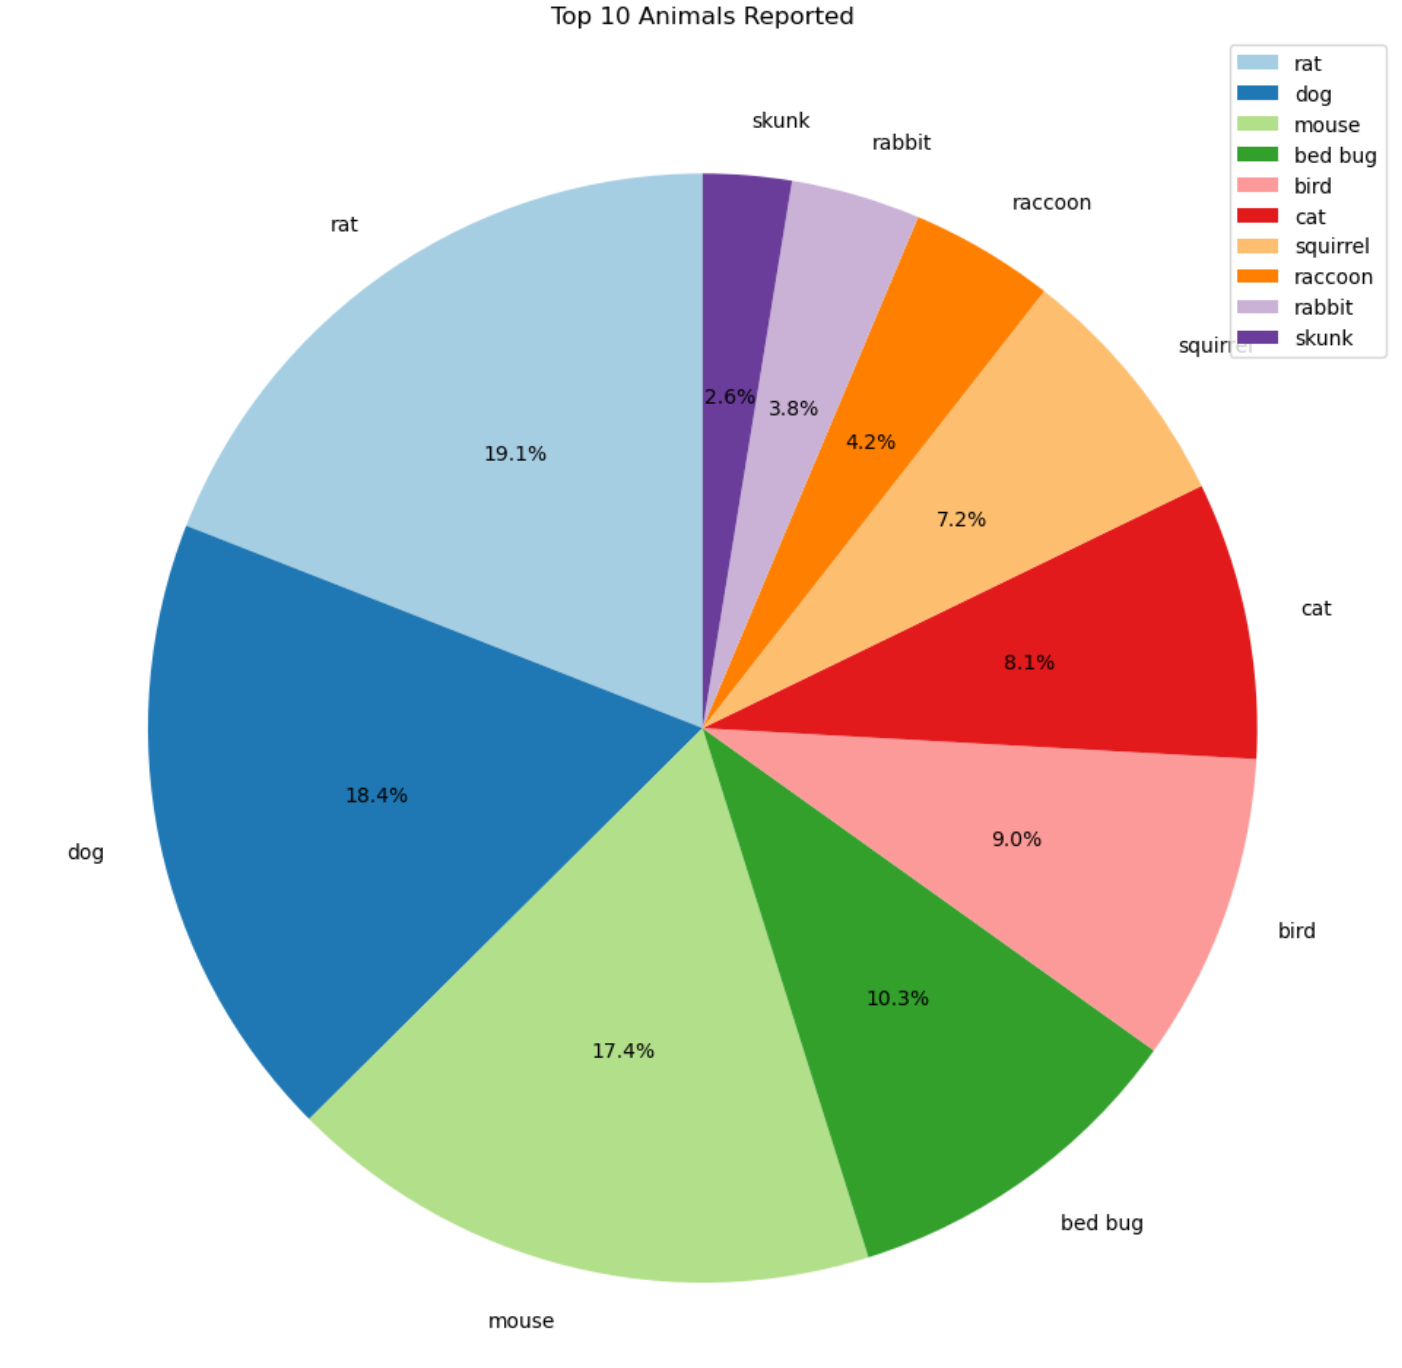 Top 10 Animals Reported
rat
dog
mouse
bed bug
bird
cat
squirrel
raccoon
rabbit
skunk
skunk
rabbit
raccoon
rat
squirrel
2.6%
3.8%
4.2%
19.1%
7.2%
cat
8.1%
18.4%
9.0%
dog
bird
10.3%
17.4%
bed bug
mouse